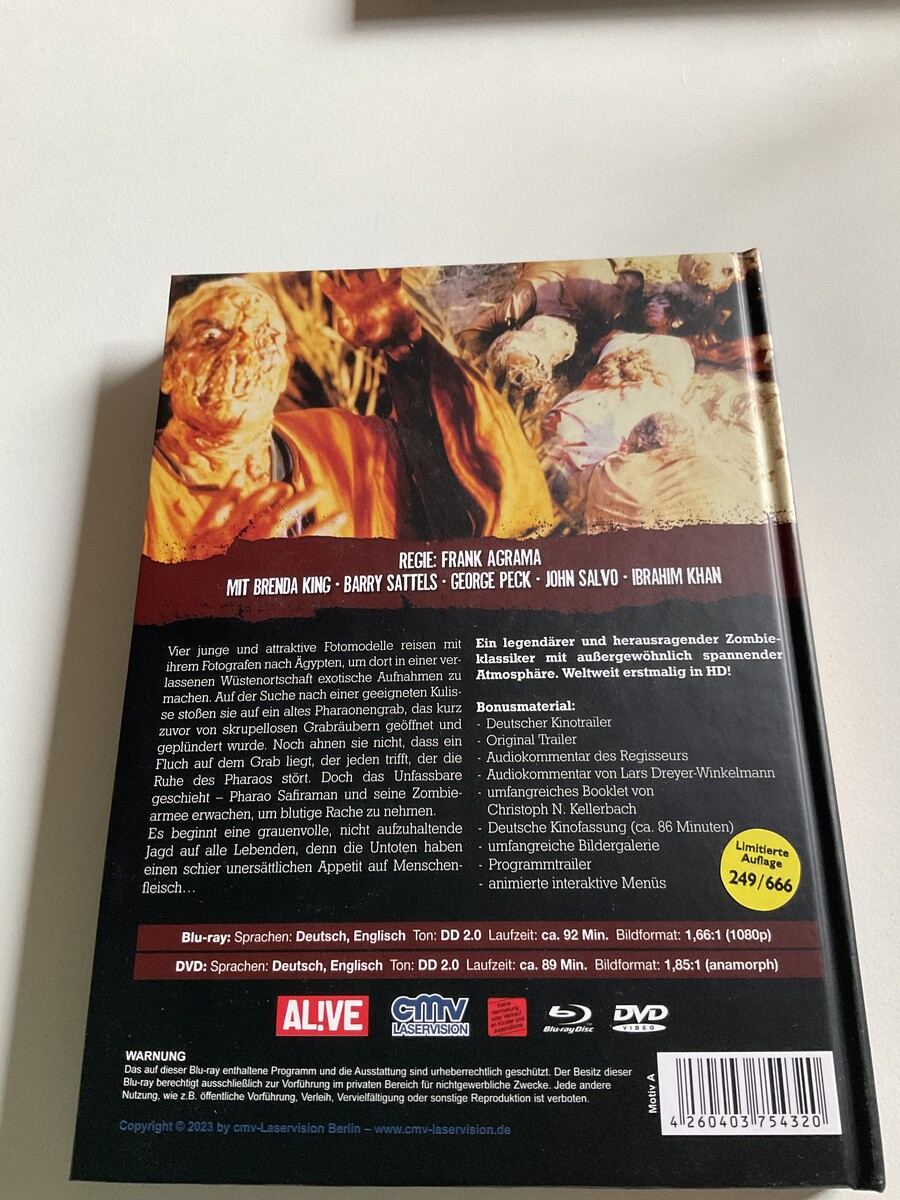 REGIE: FRANK AGRAMA
MIT BRENDA KING · BARRY SATTELS · GEORGE PECK · JOHN SALVO · IBRAHIM KHAN
Vier junge und attraktive Fotomodelle reisen mit
ihrem Fotografen nach Ägypten, um dort in einer ver-
lassenen Wüstenortschaft exotische Aufnahmen zu
machen. Auf der Suche nach einer geeigneten Kulis-
se stoßen sie auf ein altes Pharaonengrab, das kurz
zuvor von skrupellosen Grabräubern geöffnet und
geplündert wurde. Noch ahnen sie nicht, dass ein
Fluch auf dem Grab liegt, der jeden trifft, der die
Ruhe des Pharaos stört. Doch das Unfassbare
geschieht – Pharao Safiraman und seine Zombie-
armee erwachen, um blutige Rache zu nehmen.
Es beginnt eine grauenvolle, nicht aufzuhaltende
Jagd auf alle Lebenden, denn die Untoten haben
einen schier unersättlichen Appetit auf Menschen-
fleisch…
Ein legendärer und herausragender Zombie-
klassiker mit außergewöhnlich spannender
Atmosphäre. Weltweit erstmalig in HD!
Bonusmaterial:
- Deutscher Kinotrailer
- Original Trailer
- Audiokommentar des Regisseurs
- Audiokommentar von Lars Dreyer-Winkelmann
- umfangreiches Booklet von
Christoph N. Kellerbach
- Deutsche Kinofassung (ca. 86 Minuten)
- umfangreiche Bildergalerie
- Programmtrailer
- animierte interaktive Menüs
Limitierte
Auflage
249/666
Blu-ray: Sprachen: Deutsch, Englisch Ton: DD 2.0 Laufzeit: ca. 92 Min. Bildformat: 1,66:1 (1080p)
DVD: Sprachen: Deutsch, Englisch Ton: DD 2.0 Laufzeit: ca. 89 Min. Bildformat: 1,85:1 (anamorph)
AL!VE
cmv
LASERVISION
Keine
Vermietung
oder Verkauf
an Kinder und
Jugendliche
Blu-ray Disc
DVD
VIDEO
WARNUNG
Das auf dieser Blu-ray enthaltene Programm und die Ausstattung sind urheberrechtlich geschützt. Der Besitz dieser
Blu-ray berechtigt ausschließlich zur Vorführung im privaten Bereich für nichtgewerbliche Zwecke. Jede andere
Nutzung, wie z.B. öffentliche Vorführung, Verleih, Vervielfältigung oder sonstige Reproduktion ist verboten.
Copyright © 2023 by cmv-Laservision Berlin – www.cmv-laservision.de
Motiv A
4 260403 754320